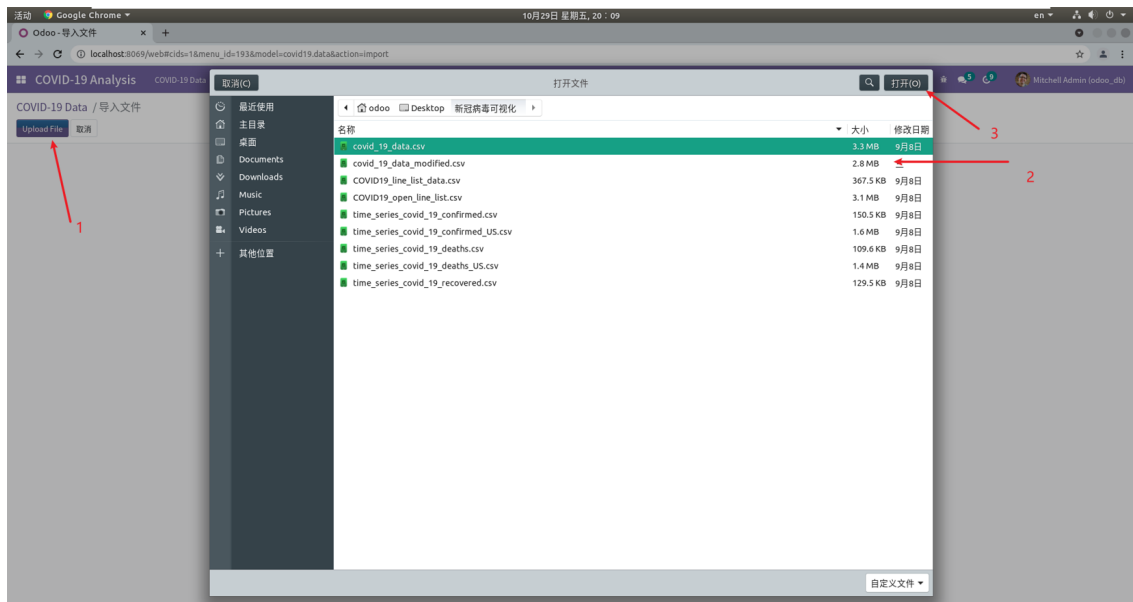 活动 Google Chrome 10月29日 星期五, 20：09 en
Odoo - 导入文件 × +
localhost:8069/web#cids=1&menu_id=193&model=covid19.data&action=import
COVID-19 Analysis COVID-19 Data 5 9 Mitchell Admin (odoo_db)
取消(C) 打开文件 打开(O)
COVID-19 Data / 导入文件
Upload File 取消
最近使用
主目录
桌面
Documents
Downloads
Music
Pictures
Videos
+ 其他位置
odoo Desktop 新冠病毒可视化
名称 大小 修改日期
covid_19_data.csv 3.3 MB 9月8日
covid_19_data_modified.csv 2.8 MB 二
COVID19_line_list_data.csv 367.5 KB 9月8日
COVID19_open_line_list.csv 3.1 MB 9月8日
time_series_covid_19_confirmed.csv 150.5 KB 9月8日
time_series_covid_19_confirmed_US.csv 1.6 MB 9月8日
time_series_covid_19_deaths.csv 109.6 KB 9月8日
time_series_covid_19_deaths_US.csv 1.4 MB 9月8日
time_series_covid_19_recovered.csv 129.5 KB 9月8日
自定义文件
1
2
3